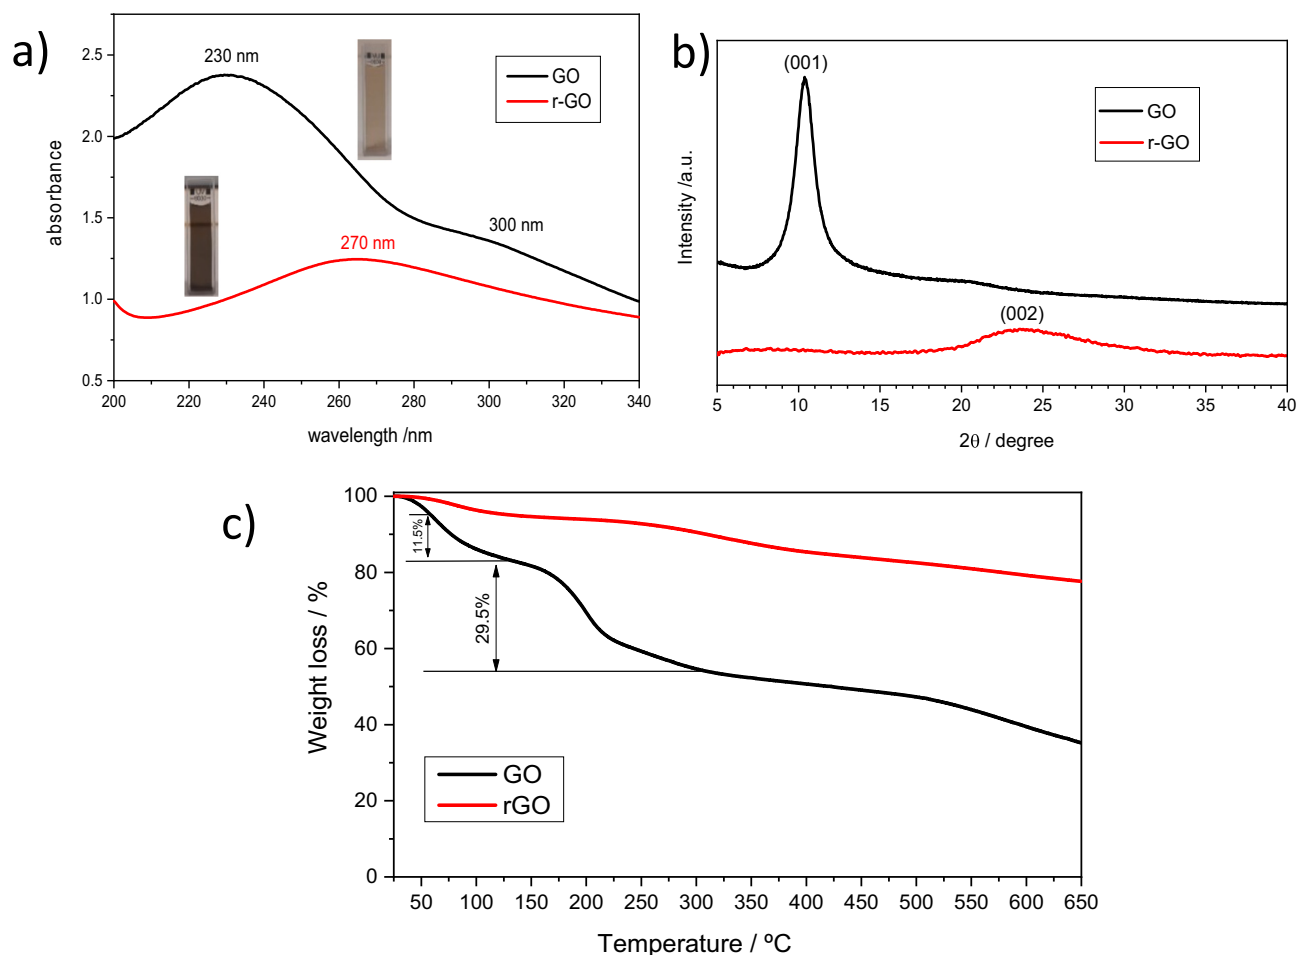 a)
2.5
2.0
1.5
1.0
0.5
absorbance
230 nm
300 nm
270 nm
GO
r-GO
200 220 240 260 280 300 320 340
wavelength /nm
b)
Intensity /a.u.
(001)
(002)
GO
r-GO
5 10 15 20 25 30 35 40
2θ / degree
c)
100
80
60
40
20
0
Weight loss / %
11.5%
29.5%
GO
rGO
50 100 150 200 250 300 350 400 450 500 550 600 650
Temperature / ºC